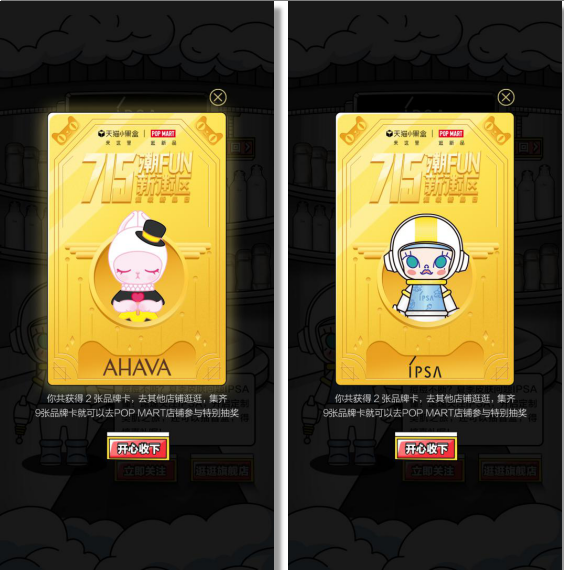 天猫小黑盒 | POP MART
715潮FUN
新街区
AHAVA
你共获得2张品牌卡，去其他店铺逛逛，集齐
9张品牌卡就可以去POP MART店铺参与特别抽奖
开心收下
立即关注
逛逛旗舰店
IPSA
天猫小黑盒 | POP MART
715潮FUN
新街区
IPSA
IPSA
你共获得2张品牌卡，去其他店铺逛逛，集齐
9张品牌卡就可以去POP MART店铺参与特别抽奖
开心收下
立即关注
逛逛旗舰店